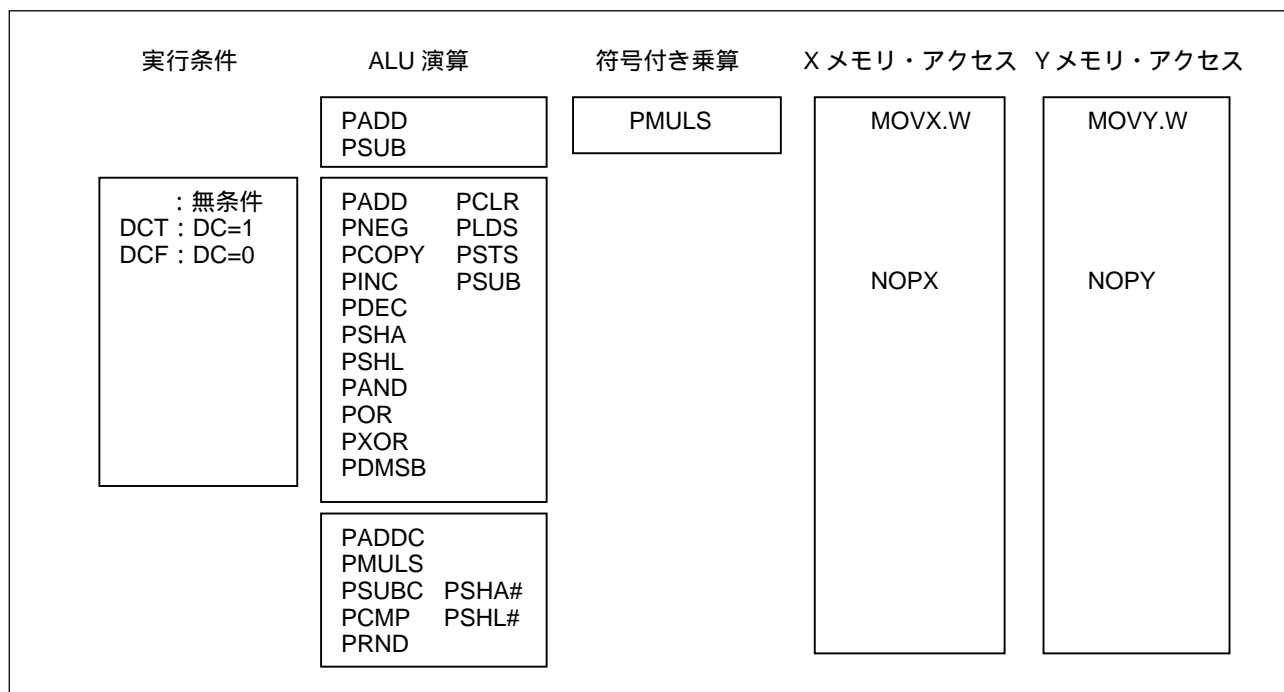 実行条件 ALU 演算 符号付き乗算 X メモリ・アクセス Y メモリ・アクセス
PADD PMULS MOVX.W MOVY.W
PSUB
:無条件 PADD PCLR
DCT:DC=1 PNEG PLDS
DCF:DC=0 PCOPY PSTS
PINC PSUB NOPX NOPY
PDEC
PSHA
PSHL
PAND
POR
PXOR
PDMSB
PADDC
PMULS
PSUBC PSHA#
PCMP PSHL#
PRND